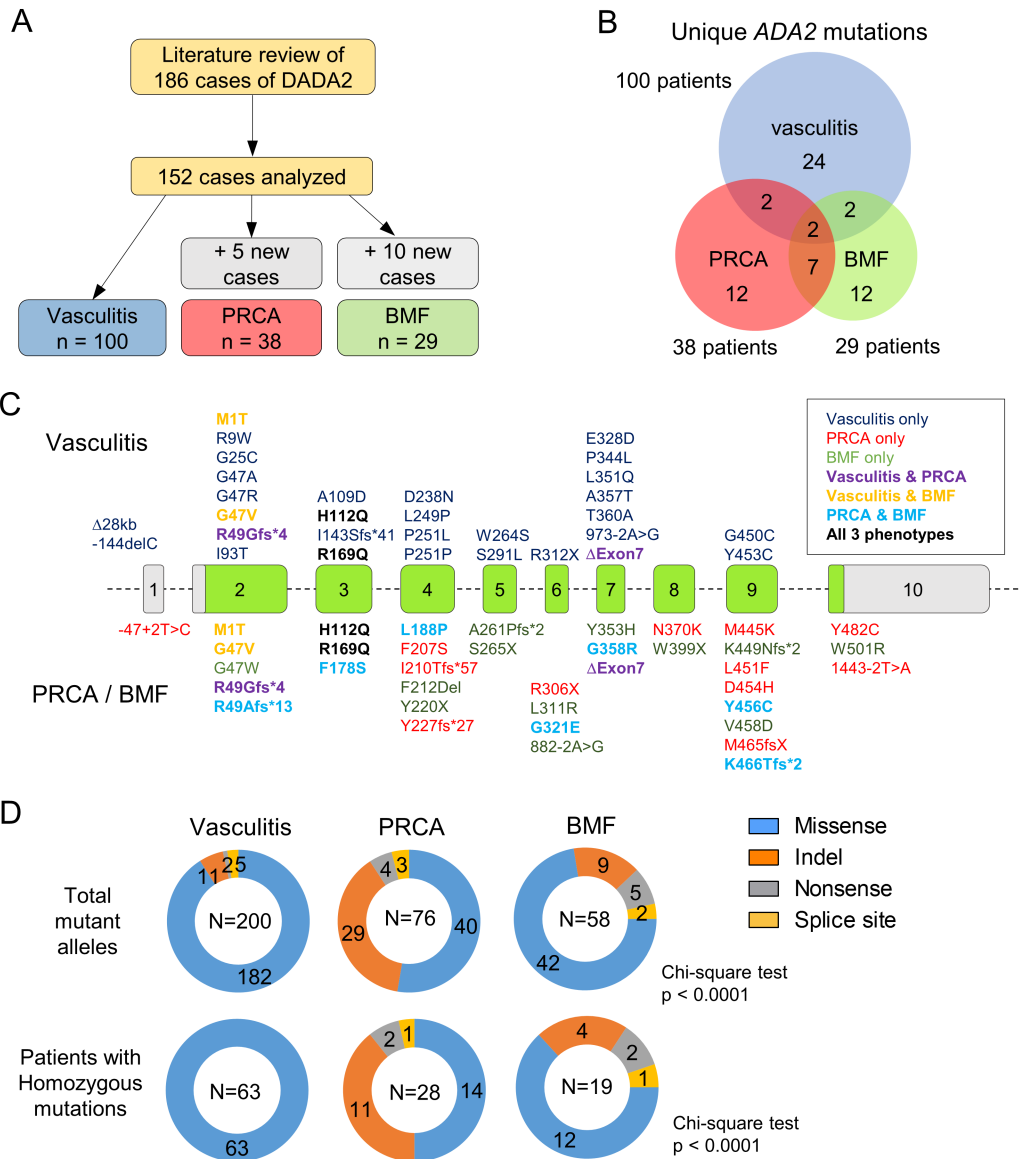 A
Literature review of
186 cases of DADA2
152 cases analyzed
+ 5 new
cases
+ 10 new
cases
Vasculitis
n = 100
PRCA
n = 38
BMF
n = 29
B
Unique ADA2 mutations
100 patients
vasculitis
24
2
2
2
PRCA
7
BMF
12
12
38 patients
29 patients
C
Vasculitis
Δ28kb
-144delC
M1T
R9W
G25C
G47A
G47R
G47V
R49Gfs*4
I93T
A109D
H112Q
I143Sfs*41
R169Q
D238N
L249P
P251L
P251P
W264S
S291L
R312X
E328D
P344L
L351Q
A357T
T360A
973-2A>G
ΔExon7
G450C
Y453C
Vasculitis only
PRCA only
BMF only
Vasculitis & PRCA
Vasculitis & BMF
PRCA & BMF
All 3 phenotypes
1
2
3
4
5
6
7
8
9
10
PRCA / BMF
-47+2T>C
M1T
G47V
G47W
R49Gfs*4
R49Afs*13
H112Q
R169Q
F178S
L188P
F207S
I210Tfs*57
F212Del
Y220X
Y227fs*27
A261Pfs*2
S265X
R306X
L311R
G321E
882-2A>G
Y353H
G358R
ΔExon7
N370K
W399X
M445K
K449Nfs*2
L451F
D454H
Y456C
V458D
M465fsX
K466Tfs*2
Y482C
W501R
1443-2T>A
D
Vasculitis
PRCA
BMF
Missense
Indel
Nonsense
Splice site
Total
mutant
alleles
11
2
5
N=200
182
4
3
29
N=76
40
9
5
2
N=58
42
Chi-square test
p < 0.0001
Patients with
Homozygous
mutations
N=63
63
2
1
11
N=28
14
4
2
1
N=19
12
Chi-square test
p < 0.0001